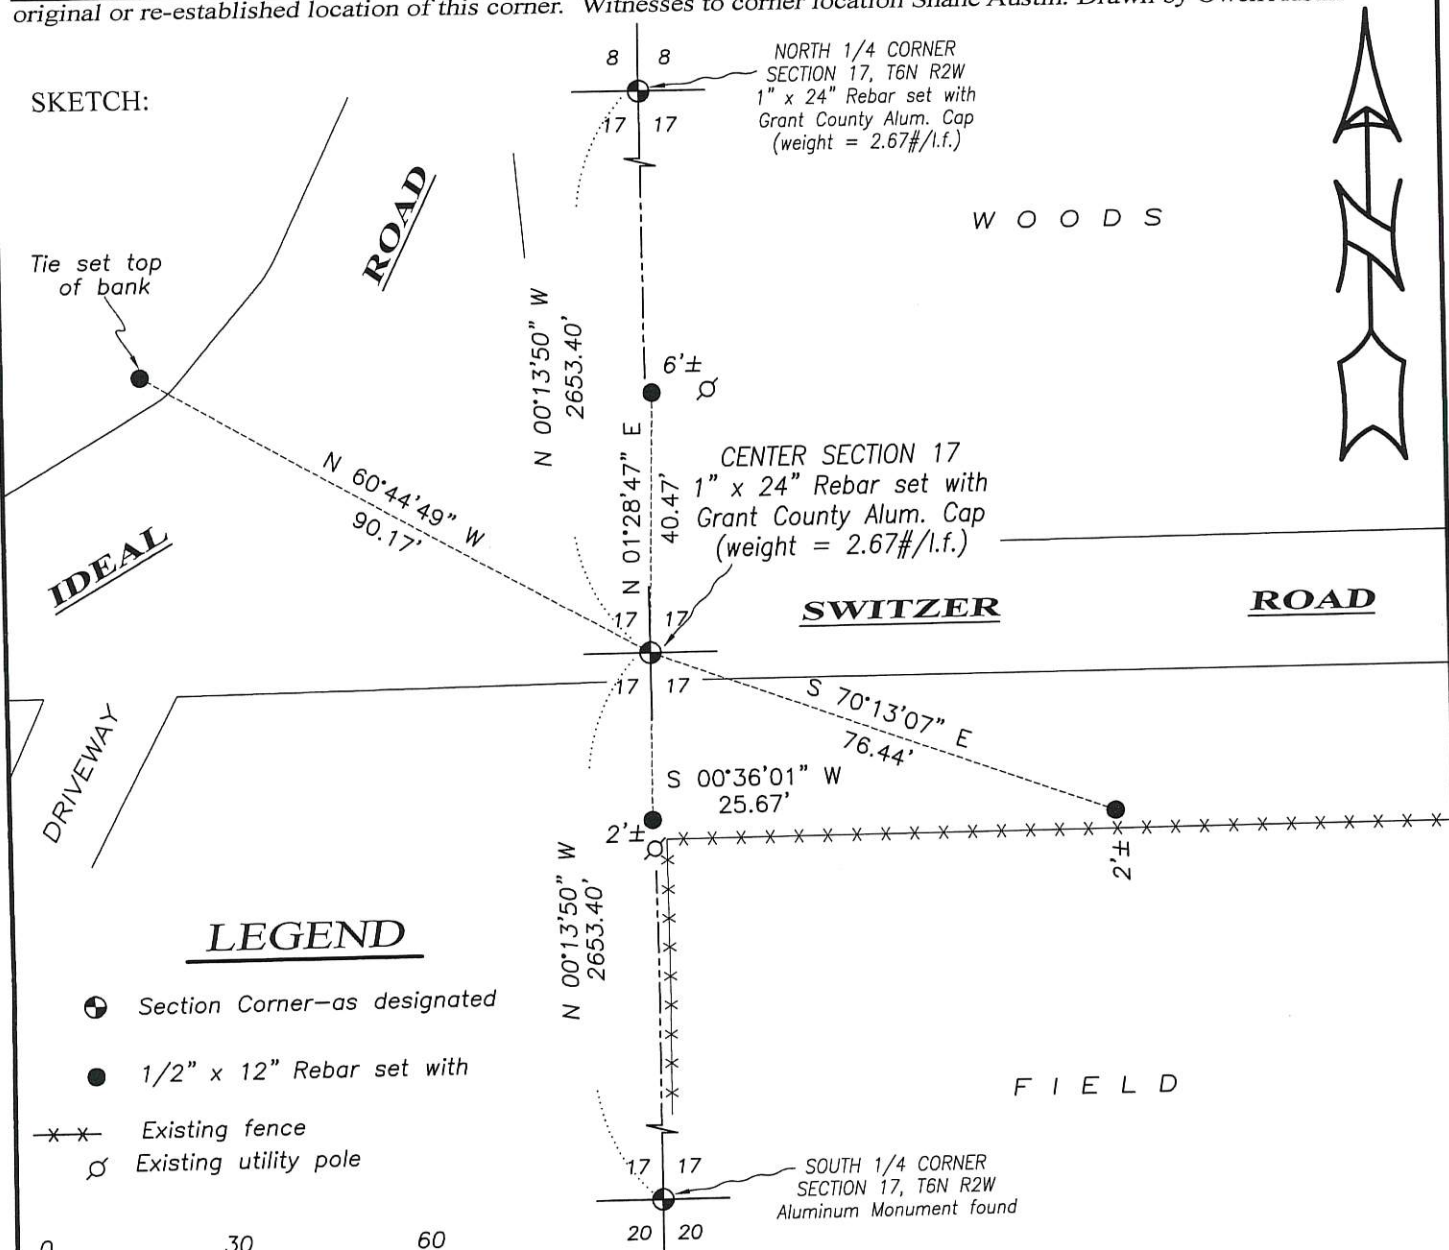 original or re-established location of this corner. Witnesses to corner location Shane Austin. Drawn by
SKETCH:
8 8
17 17
NORTH 1/4 CORNER
SECTION 17, T6N R2W
1" x 24" Rebar set with
Grant County Alum. Cap
(weight = 2.67#/l.f.)
W O O D S
N
ROAD
Tie set top
of bank
N 00°13'50" W
2653.40'
6'±
N 60°44'49" W
90.17'
N 01°28'47" E
40.47'
CENTER SECTION 17
1" x 24" Rebar set with
Grant County Alum. Cap
(weight = 2.67#/l.f.)
IDEAL
SWITZER ROAD
17 17
17 17
S 70°13'07" E
76.44'
DRIVEWAY
S 00°36'01" W
25.67'
2'±
2'±
N 00°13'50" W
2653.40'
LEGEND
Section Corner-as designated
1/2" x 12" Rebar set with
Existing fence
Existing utility pole
F I E L D
17 17
20 20
SOUTH 1/4 CORNER
SECTION 17, T6N R2W
Aluminum Monument found
0 30 60